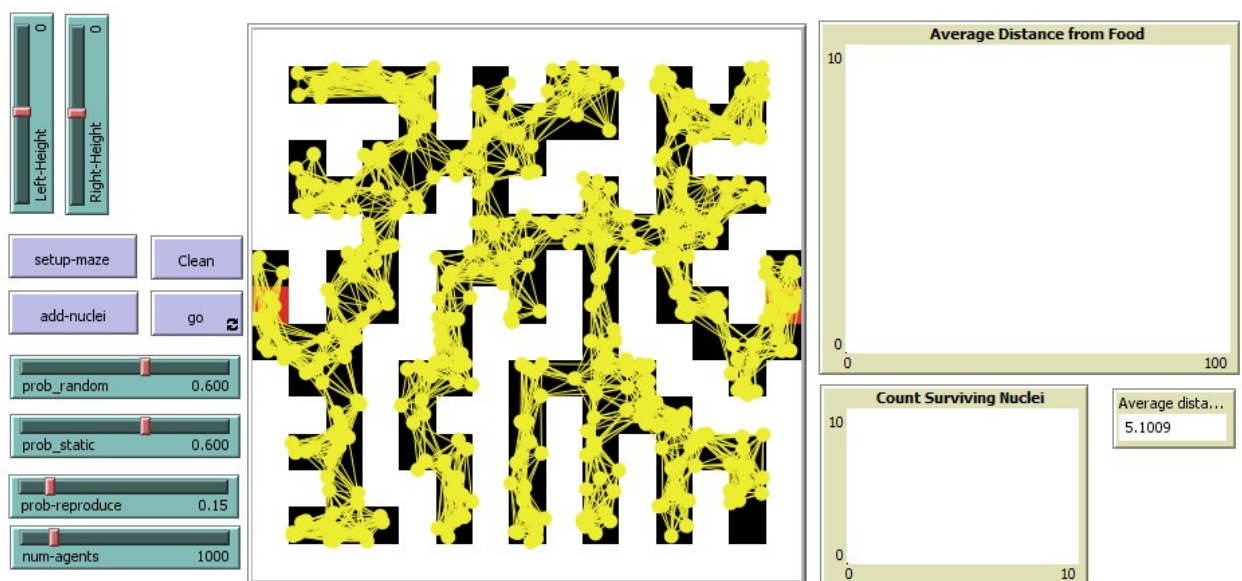 0
Left-Height
0
Right-Height
setup-maze
Clean
add-nuclei
go
prob_random
0.600
prob_static
0.600
prob-reproduce
0.15
num-agents
1000
Average Distance from Food
10
0
0
100
Count Surviving Nuclei
10
0
0
10
Average dista...
5.1009